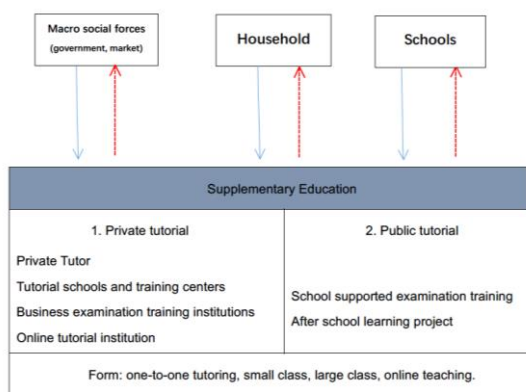 Macro social forces
(government, market)
Household
Schools
Supplementary Education
1. Private tutorial
Private Tutor
Tutorial schools and training centers
Business examination training institutions
Online tutorial institution
2. Public tutorial
School supported examination training
After school learning project
Form: one-to-one tutoring, small class, large class, online teaching.